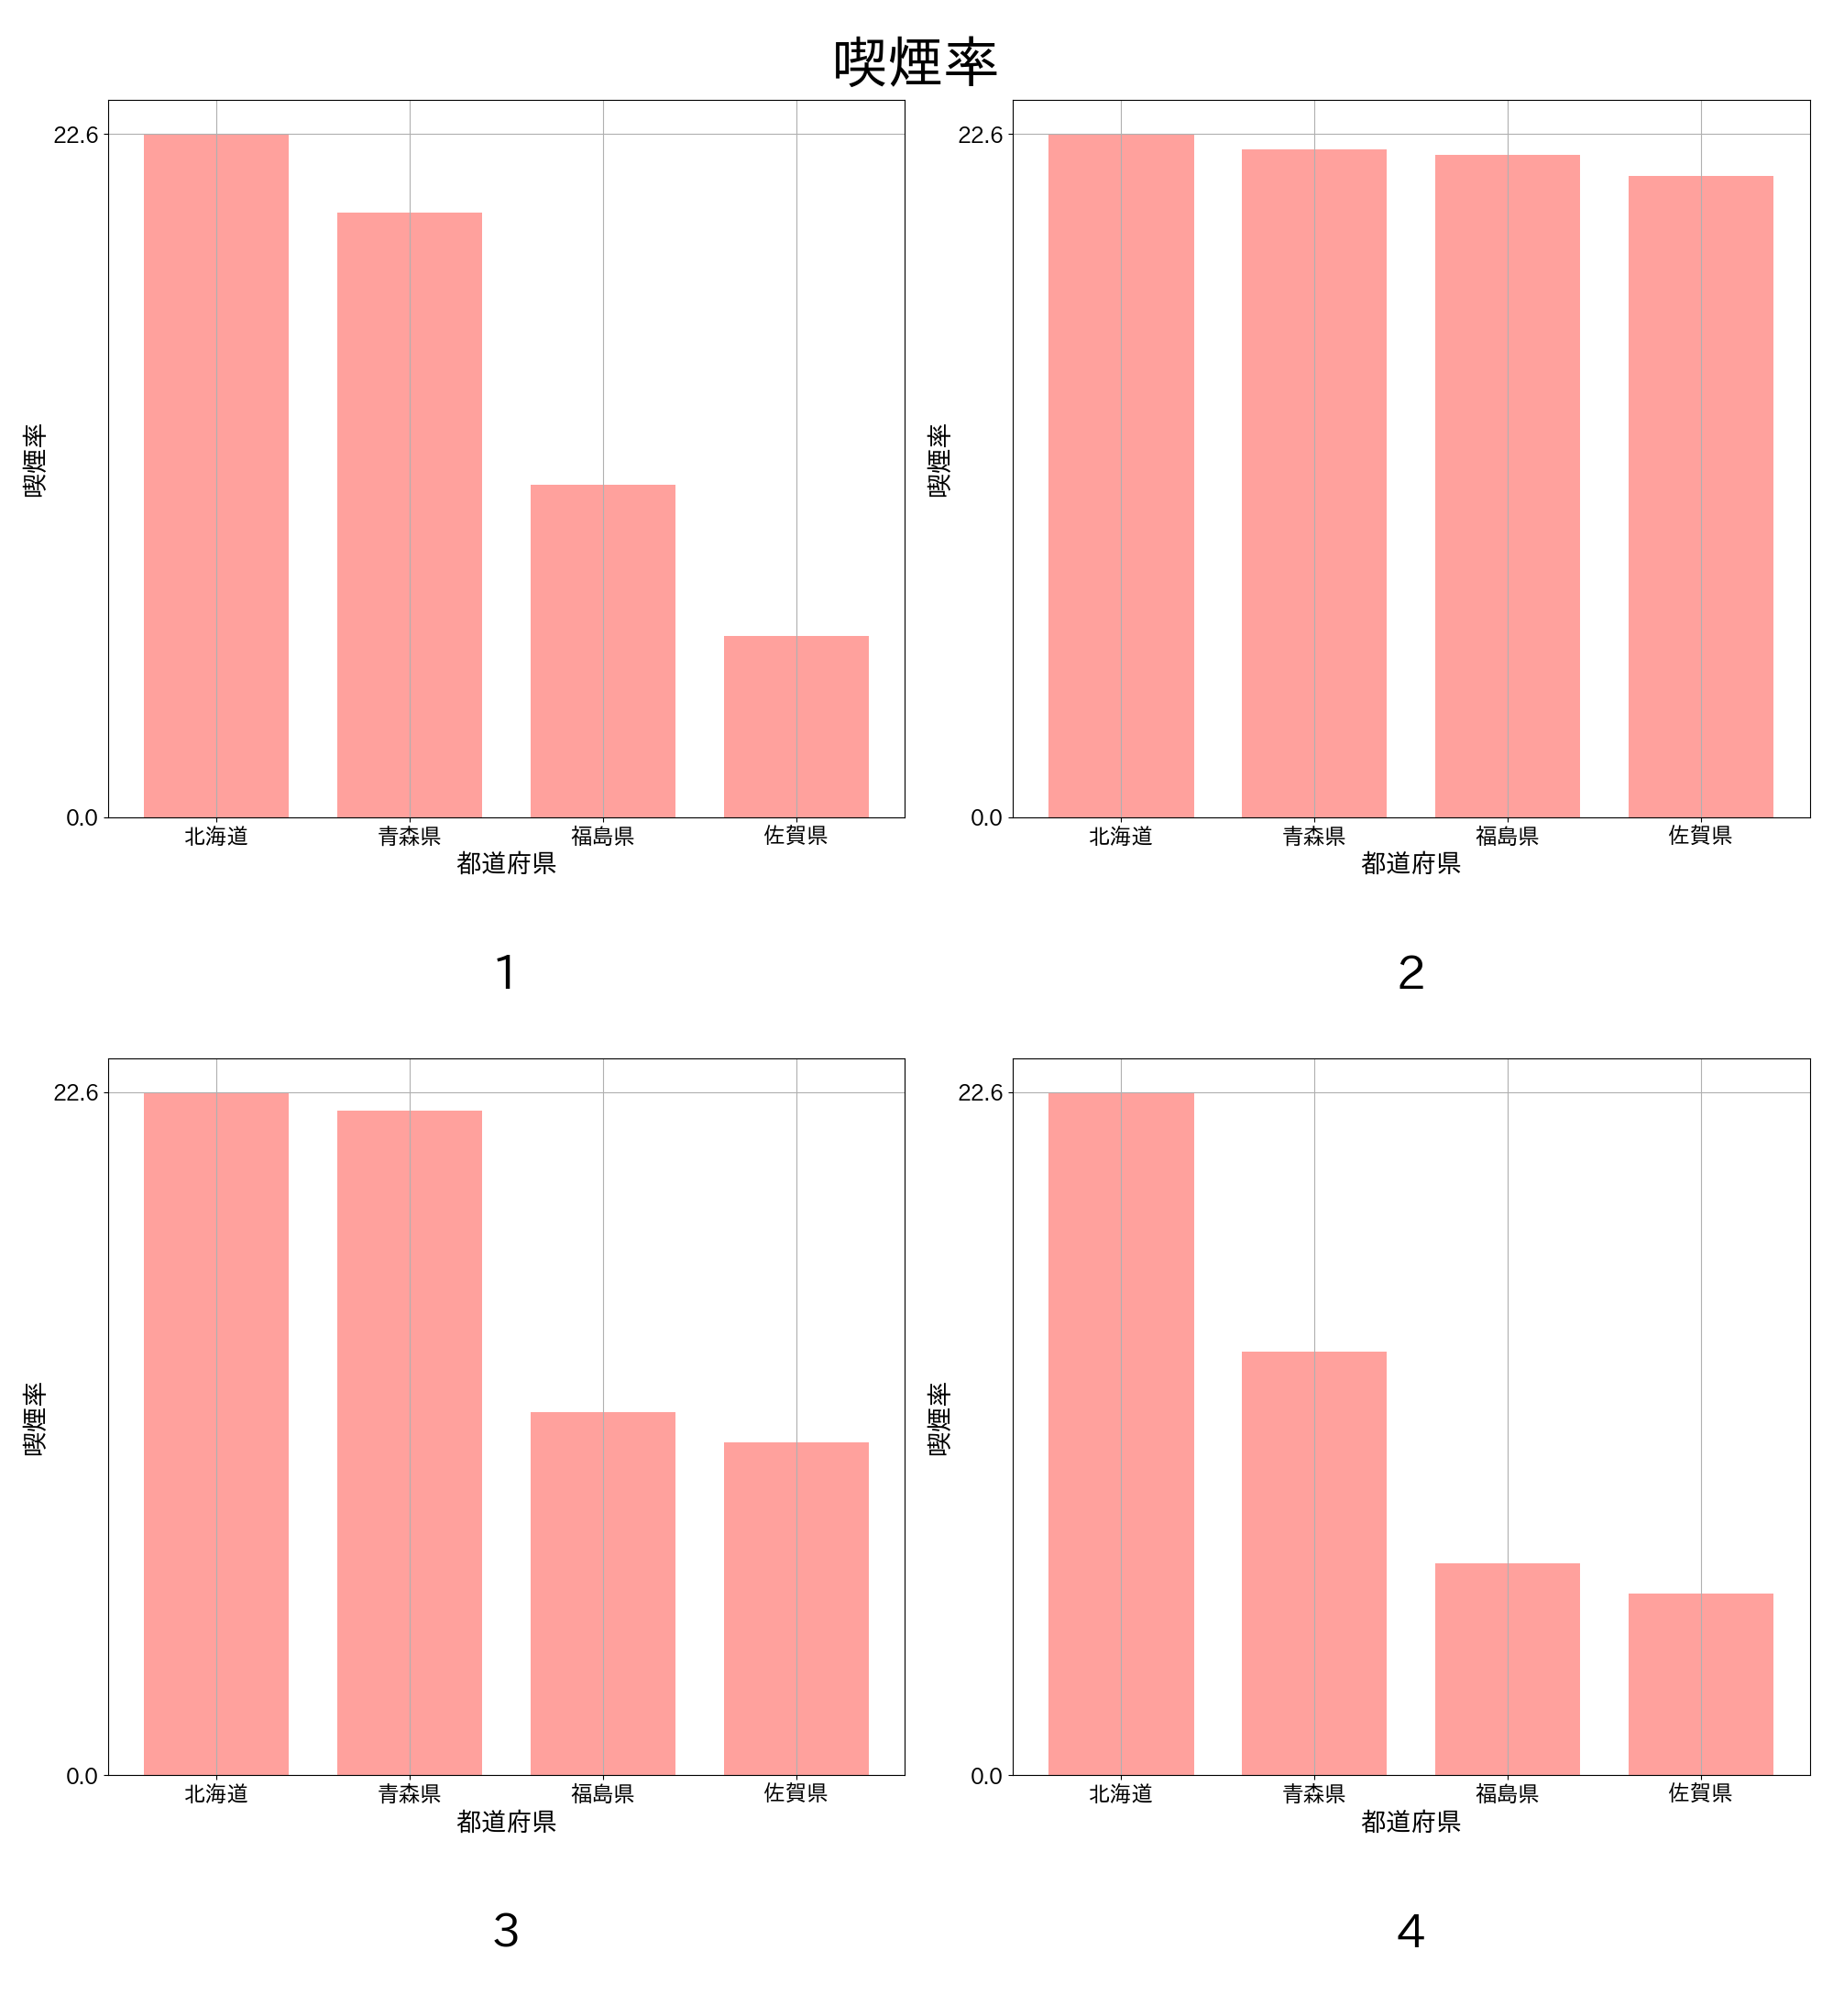 喫煙率
22.6
0.0
喫煙率
北海道 青森県 福島県 佐賀県
都道府県
1
22.6
0.0
喫煙率
北海道 青森県 福島県 佐賀県
都道府県
2
22.6
0.0
喫煙率
北海道 青森県 福島県 佐賀県
都道府県
3
22.6
0.0
喫煙率
北海道 青森県 福島県 佐賀県
都道府県
4